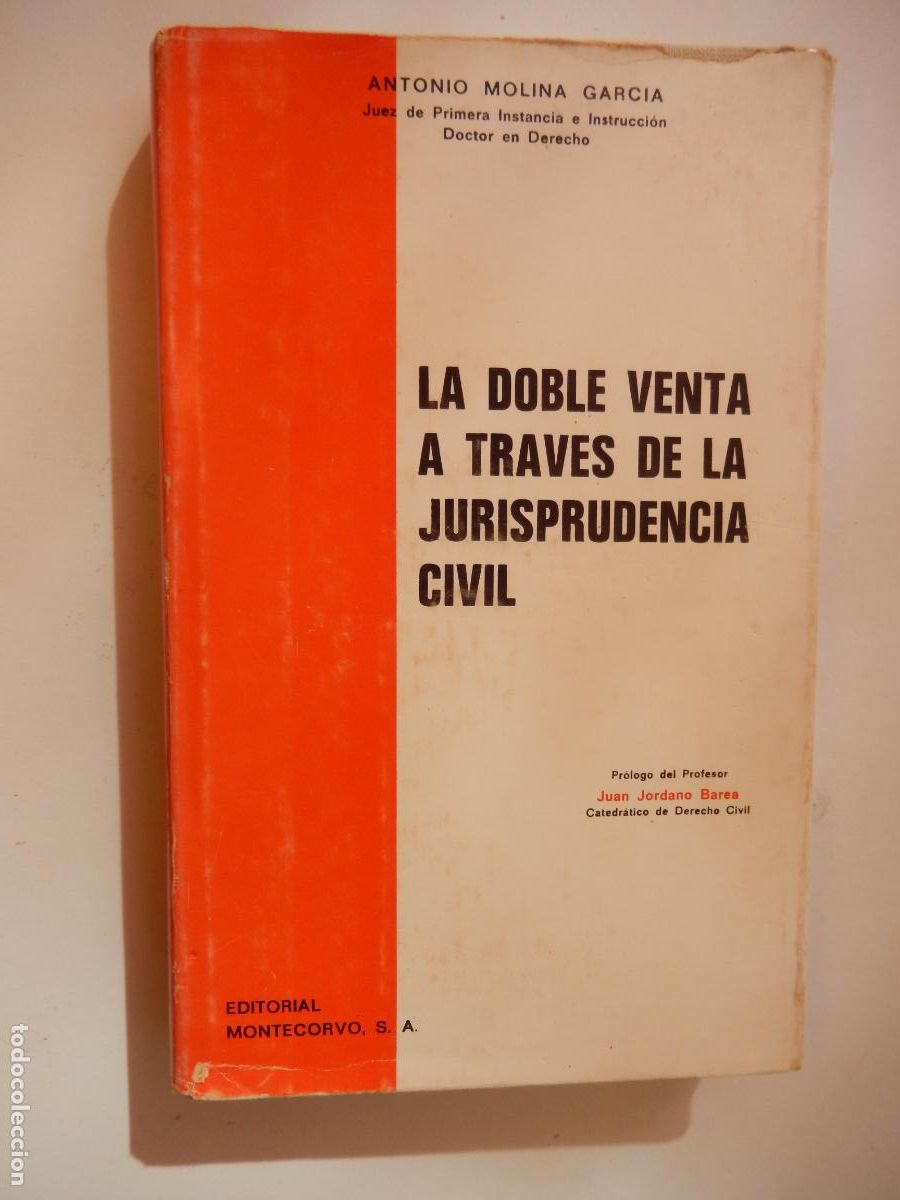 ANTONIO MOLINA GARCIA
Juez de Primera Instancia e Instrucción
Doctor en Derecho
LA DOBLE VENTA
A TRAVES DE LA
JURISPRUDENCIA
CIVIL
Prólogo del Profesor
Juan Jordano Barea
Catedrático de Derecho Civil
EDITORIAL
MONTECORVO, S. A.
todocoleccion